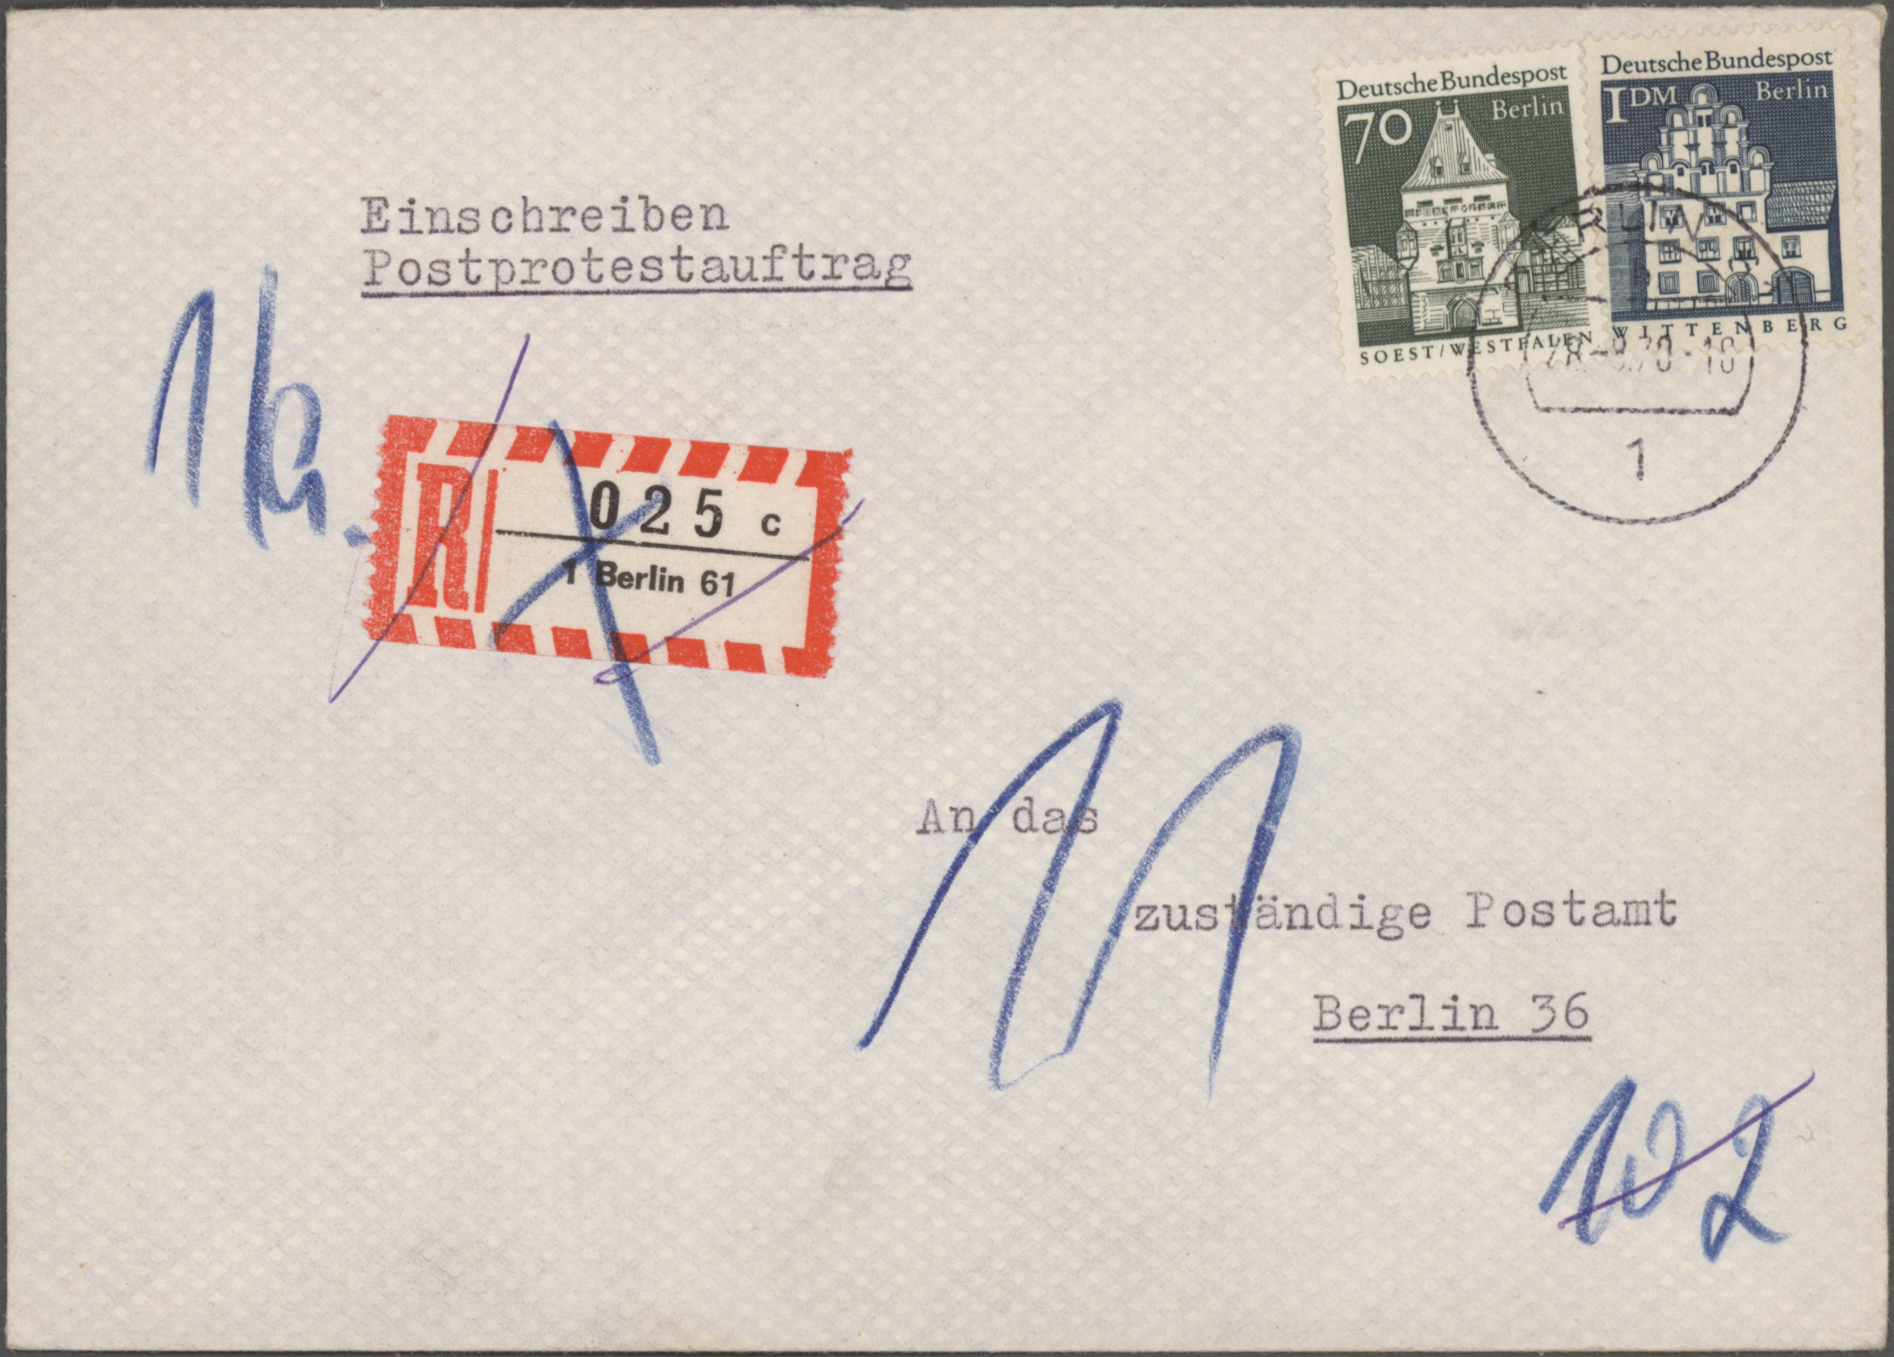 Einschreiben
Postprotestauftrag
Deutsche Bundespost
70 Berlin
SOEST/WESTFALEN
Deutsche Bundespost
1 DM Berlin
WITTENBERG
1
R
025 c
1 Berlin 61
An das
zuständige Postamt
Berlin 36